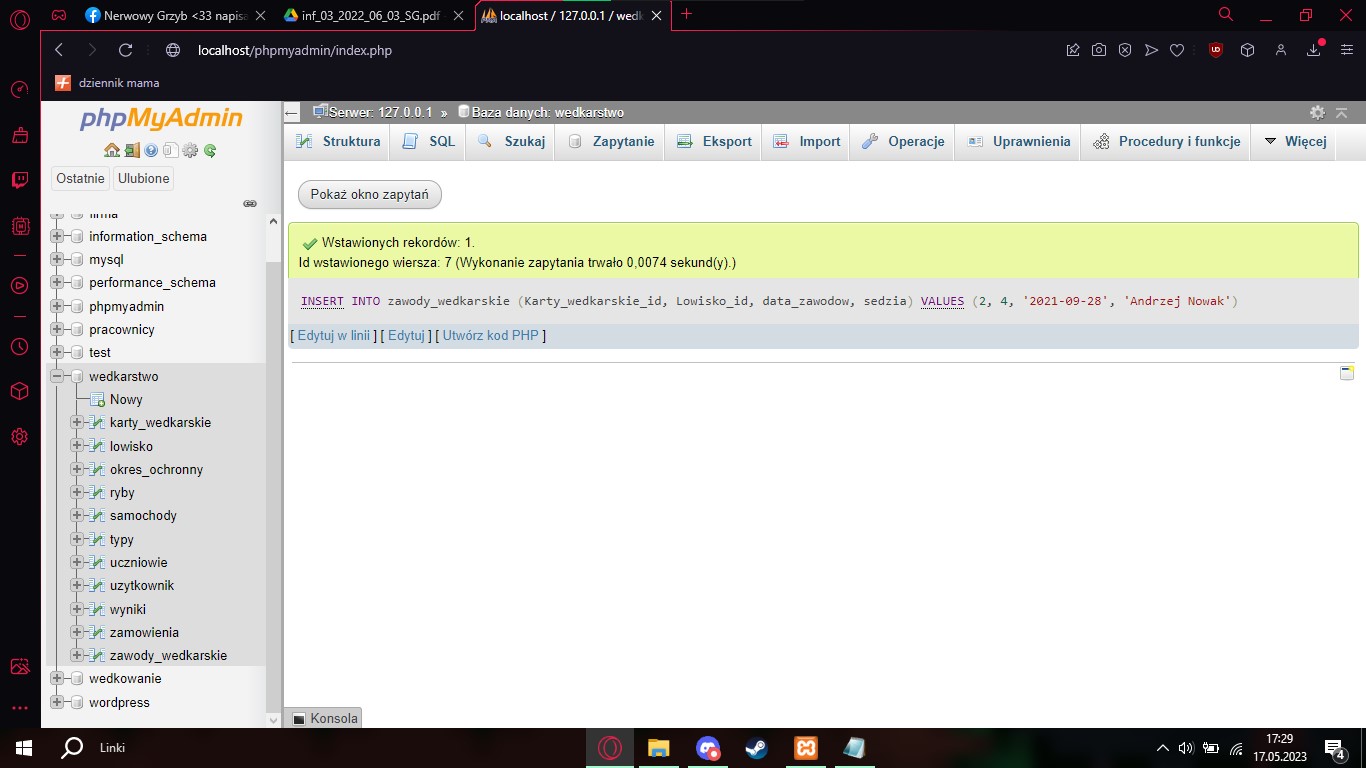 Nerwowy Grzyb <33 napisa
inf_03_2022_06_03_SG.pdf
localhost / 127.0.0.1 / wedk
localhost/phpmyadmin/index.php
dziennik mama
phpMyAdmin
Ostatnie Ulubione
firma
information_schema
mysql
performance_schema
phpmyadmin
pracownicy
test
wedkarstwo
Nowy
karty_wedkarskie
lowisko
okres_ochronny
ryby
samochody
typy
uczniowie
uzytkownik
wyniki
zamowienia
zawody_wedkarskie
wedkowanie
wordpress
Serwer: 127.0.0.1 » Baza danych: wedkarstwo
Struktura SQL Szukaj Zapytanie Eksport Import Operacje Uprawnienia Procedury i funkcje Więcej
Pokaż okno zapytań
Wstawionych rekordów: 1.
Id wstawionego wiersza: 7 (Wykonanie zapytania trwało 0,0074 sekund(y).)
INSERT INTO zawody_wedkarskie (Karty_wedkarskie_id, Lowisko_id, data_zawodow, sedzia) VALUES (2, 4, '2021-09-28', 'Andrzej Nowak')
[ Edytuj w linii ] [ Edytuj ] [ Utwórz kod PHP ]
Konsola
Linki
17:29
17.05.2023
4